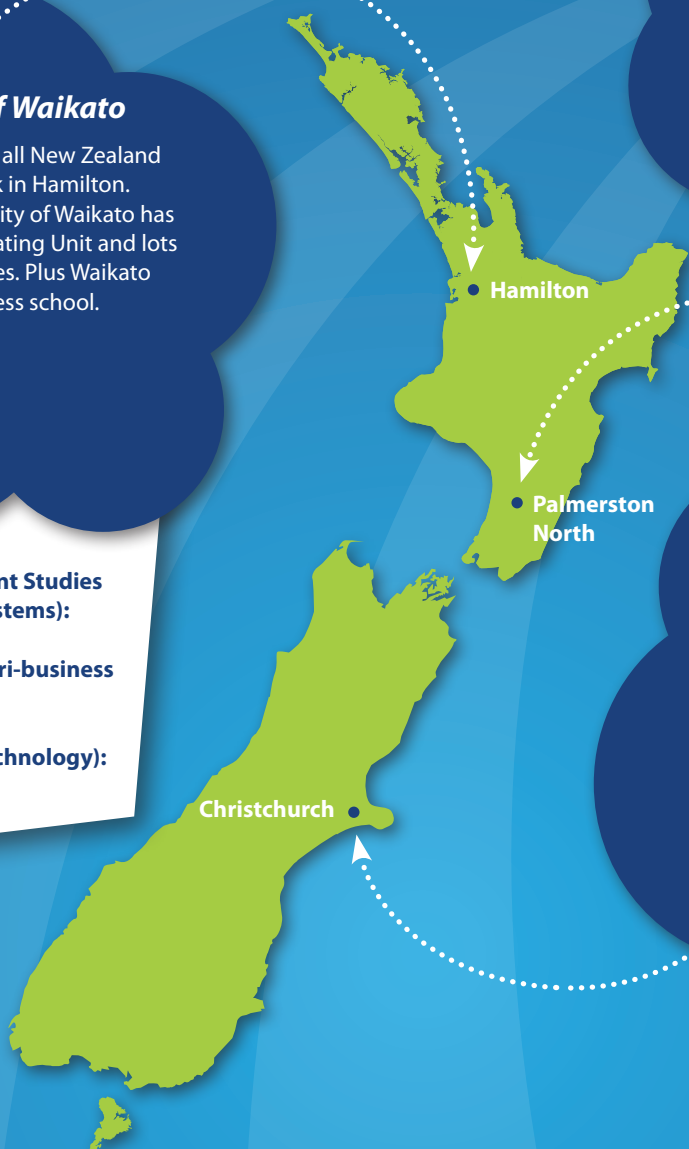 f Waikato
all New Zealand
k in Hamilton.
ity of Waikato has
ating Unit and lots
es. Plus Waikato
ess school.
Hamilton
Palmerston
North
nt Studies
stems):
ri-business
chnology):
Christchurch